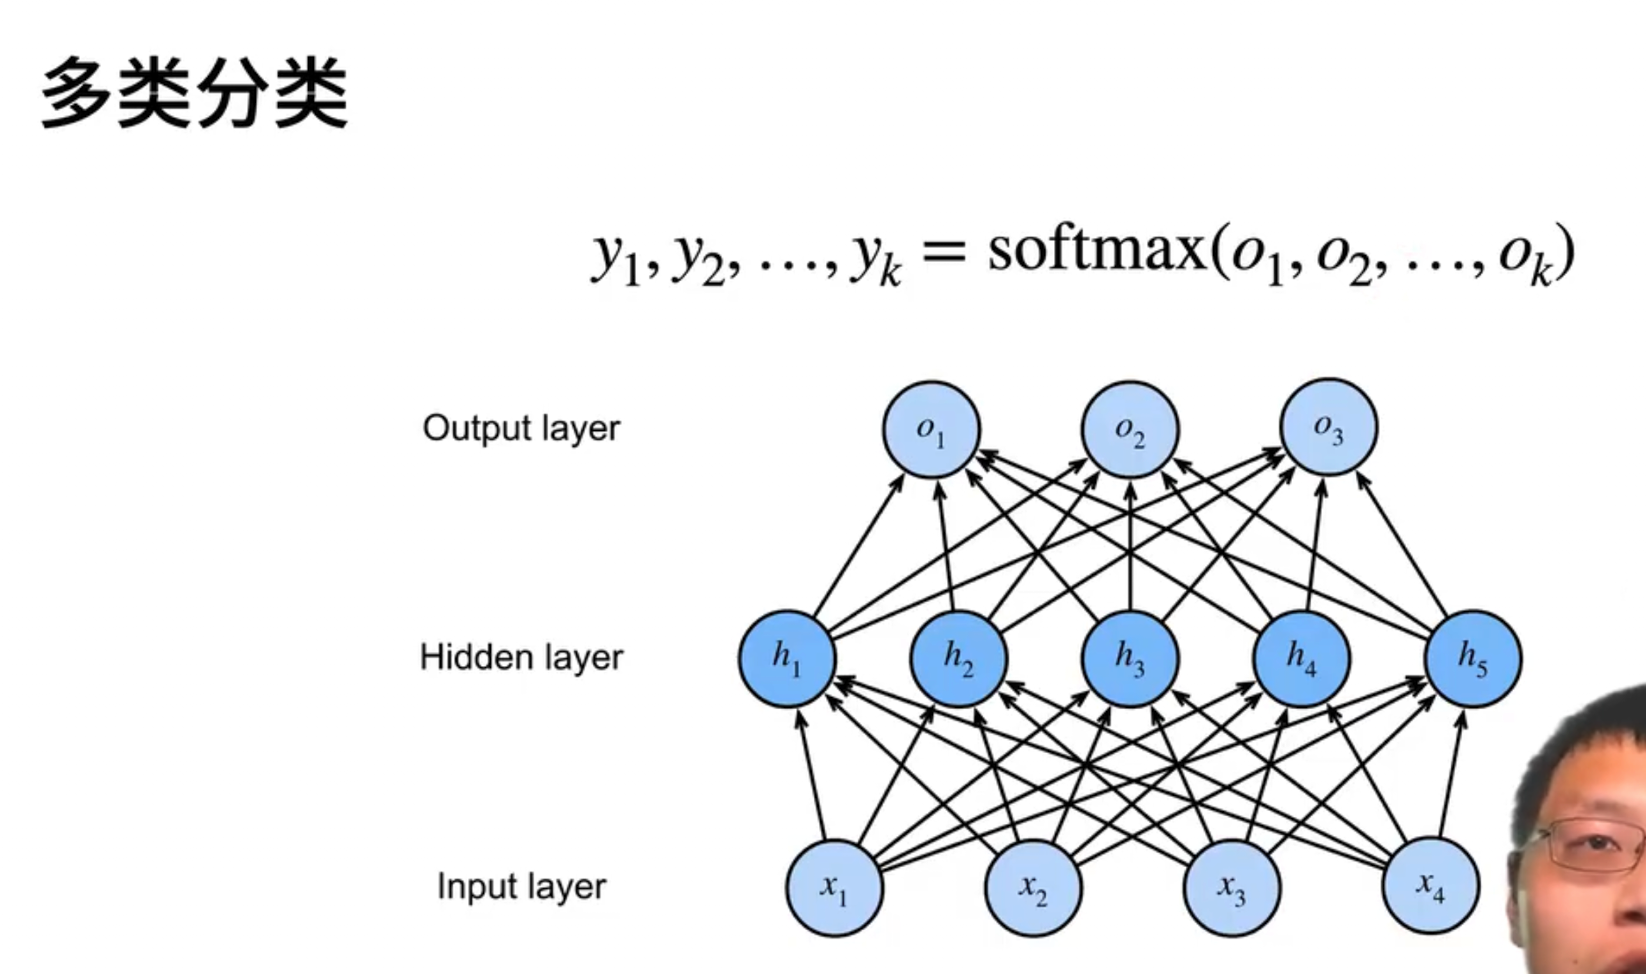 多类分类
y₁, y₂, …, yₖ = softmax(o₁, o₂, …, oₖ)
Output layer o₁ o₂ o₃
Hidden layer h₁ h₂ h₃ h₄ h₅
Input layer x₁ x₂ x₃ x₄